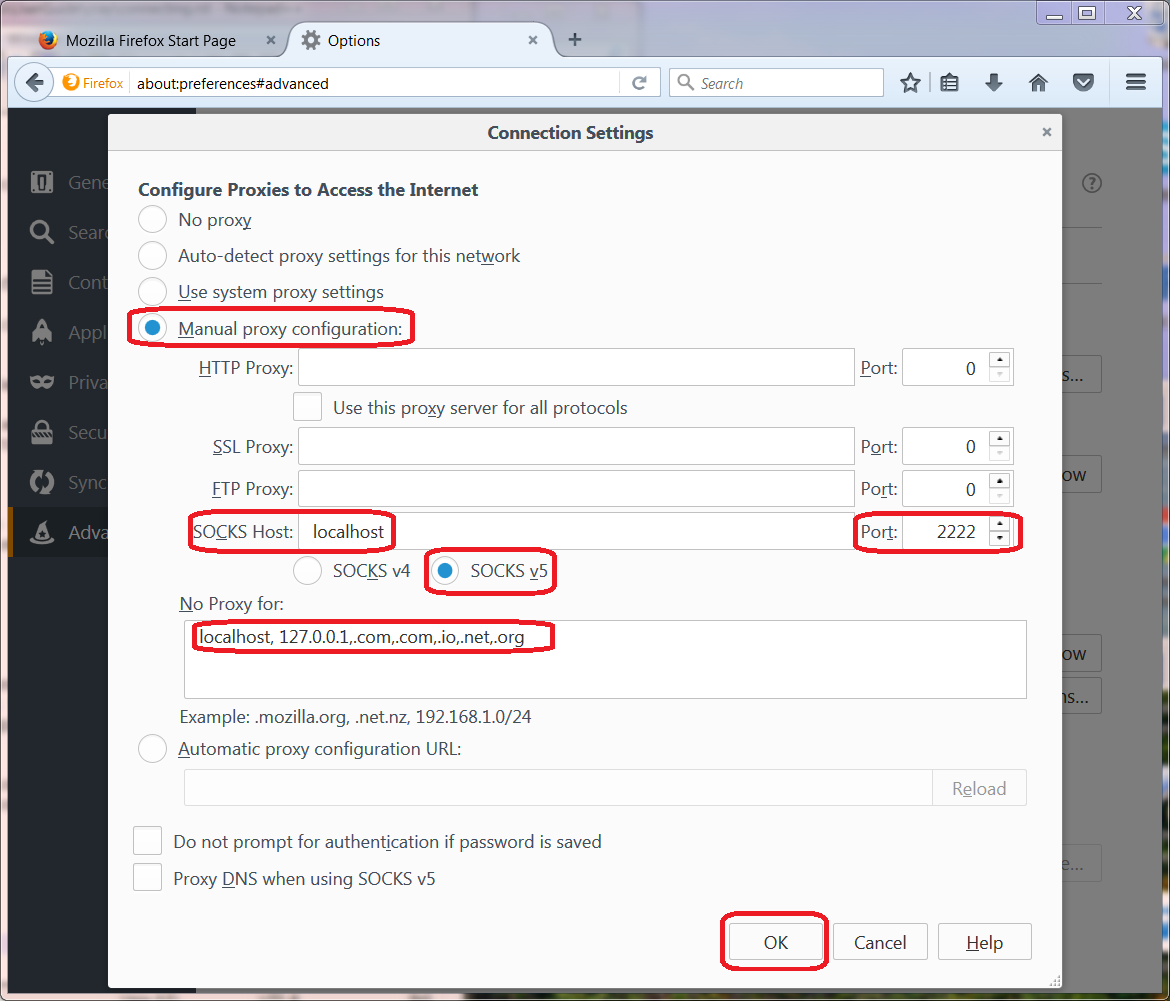 Mozilla Firefox Start Page
Options
Firefox
about:preferences#advanced
Search
Connection Settings
Configure Proxies to Access the Internet
No proxy
Auto-detect proxy settings for this network
Use system proxy settings
Manual proxy configuration:
HTTP Proxy: Port: 0
Use this proxy server for all protocols
SSL Proxy: Port: 0
FTP Proxy: Port: 0
SOCKS Host: localhost Port: 2222
SOCKS v4 SOCKS v5
No Proxy for:
localhost, 127.0.0.1,.com,.com,.io,.net,.org
Example: .mozilla.org, .net.nz, 192.168.1.0/24
Automatic proxy configuration URL:
Reload
Do not prompt for authentication if password is saved
Proxy DNS when using SOCKS v5
OK Cancel Help
Gene
Searc
Cont
Appl
Priva
Secu
Sync
Adva
s...
ow
ow
ns...
e...